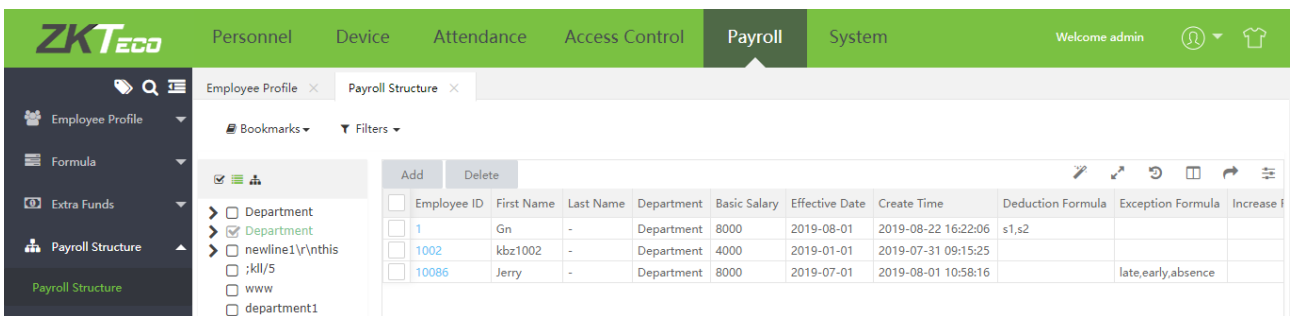 ZKTeco Personnel Device Attendance Access Control Payroll System Welcome admin
Employee Profile Payroll Structure
Employee Profile
Bookmarks Filters
Formula
Add Delete
Extra Funds
Employee ID First Name Last Name Department Basic Salary Effective Date Create Time Deduction Formula Exception Formula Increase F
Department
1 Gn - Department 8000 2019-08-01 2019-08-22 16:22:06 s1,s2
Department
Payroll Structure
newline1\r\nthis
1002 kbz1002 - Department 4000 2019-01-01 2019-07-31 09:15:25
;kll/5
10086 Jerry - Department 8000 2019-07-01 2019-08-01 10:58:16 late,early,absence
Payroll Structure
www
department1